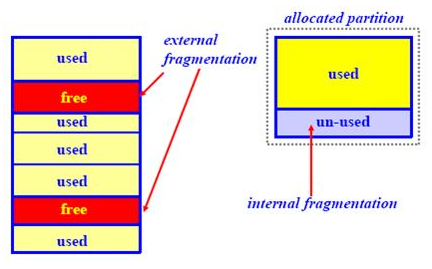 used
free
used
used
used
free
used
external
fragmentation
allocated partition
used
un-used
internal fragmentation